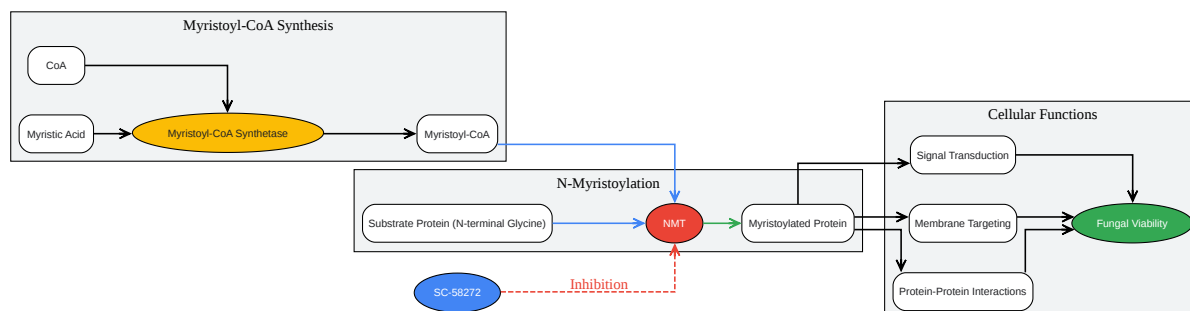 Myristoyl-CoA Synthesis
CoA
Myristic Acid
Myristoyl-CoA Synthetase
Myristoyl-CoA
N-Myristoylation
Substrate Protein (N-terminal Glycine)
NMT
Myristoylated Protein
SC-58272
Inhibition
Cellular Functions
Signal Transduction
Membrane Targeting
Fungal Viability
Protein-Protein Interactions